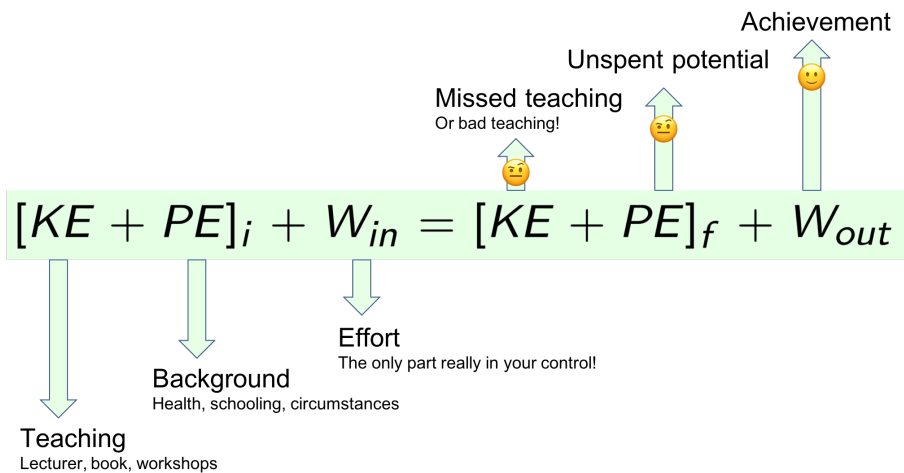 Achievement
Unspent potential
Missed teaching
Or bad teaching!
[KE + PE]i + Win = [KE + PE]f + Wout
Effort
The only part really in your control!
Background
Health, schooling, circumstances
Teaching
Lecturer, book, workshops